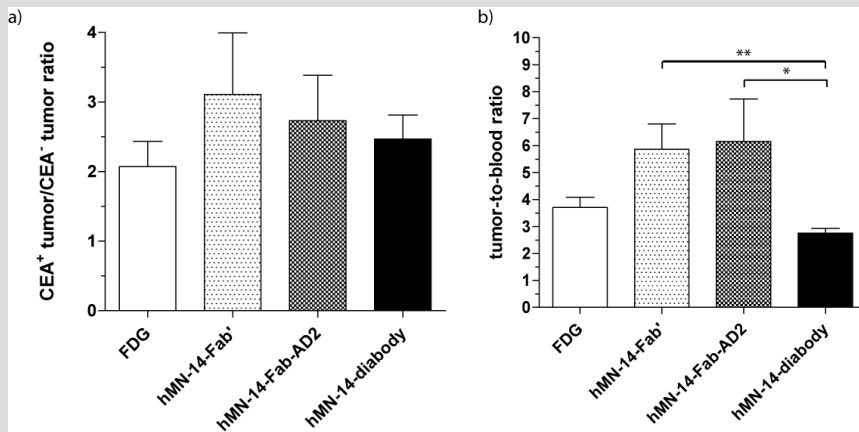 a)
CEA⁺ tumor/CEA⁻ tumor ratio
4
3
2
1
0
FDG
hMN-14-Fab'
hMN-14-Fab-AD2
hMN-14-diabody
b)
tumor-to-blood ratio
10
9
8
7
6
5
4
3
2
1
0
**
*
FDG
hMN-14-Fab'
hMN-14-Fab-AD2
hMN-14-diabody